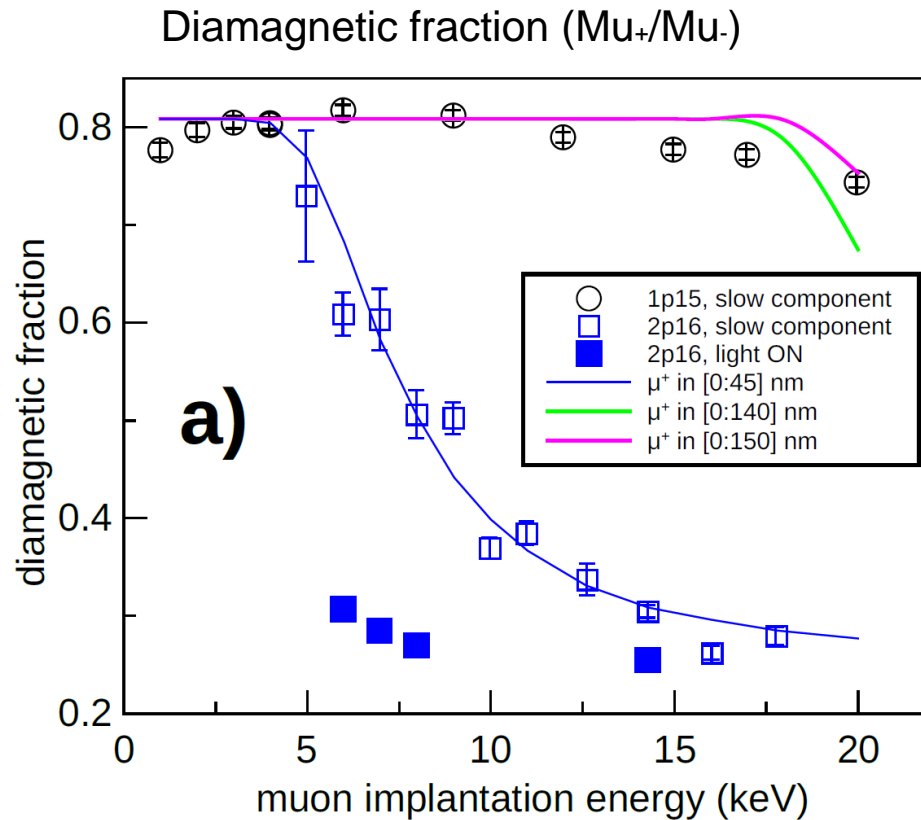 Diamagnetic fraction (Mu+/Mu-)
diamagnetic fraction
0.8
0.6
0.4
0.2
a)
1p15, slow component
2p16, slow component
2p16, light ON
μ+ in [0:45] nm
μ+ in [0:140] nm
μ+ in [0:150] nm
0 5 10 15 20
muon implantation energy (keV)